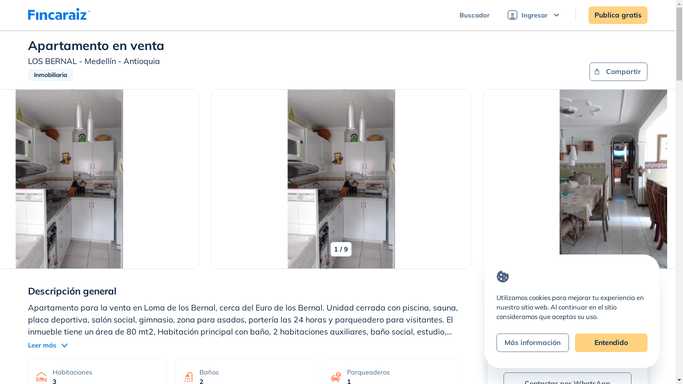 Fincaraiz
Buscador
Ingresar
Publica gratis
Apartamento en venta
LOS BERNAL - Medellín - Antioquia
Inmobiliaria
Compartir
1 / 9
Descripción general
Apartamento para la venta en Loma de los Bernal, cerca del Euro de los Bernal. Unidad cerrada con piscina, sauna,
placa deportiva, salón social, gimnasio, zona para asados, portería las 24 horas y parqueadero para visitantes. El
inmueble tiene un área de 80 mt2, Habitación principal con baño, 2 habitaciones auxiliares, baño social, estudio,...
Leer más
Habitaciones
3
Baños
2
Parqueaderos
1
Utilizamos cookies para mejorar tu experiencia en
nuestro sitio web. Al continuar en el sitio
consideramos que aceptas su uso.
Más información
Entendido
Contactar por WhatsApp